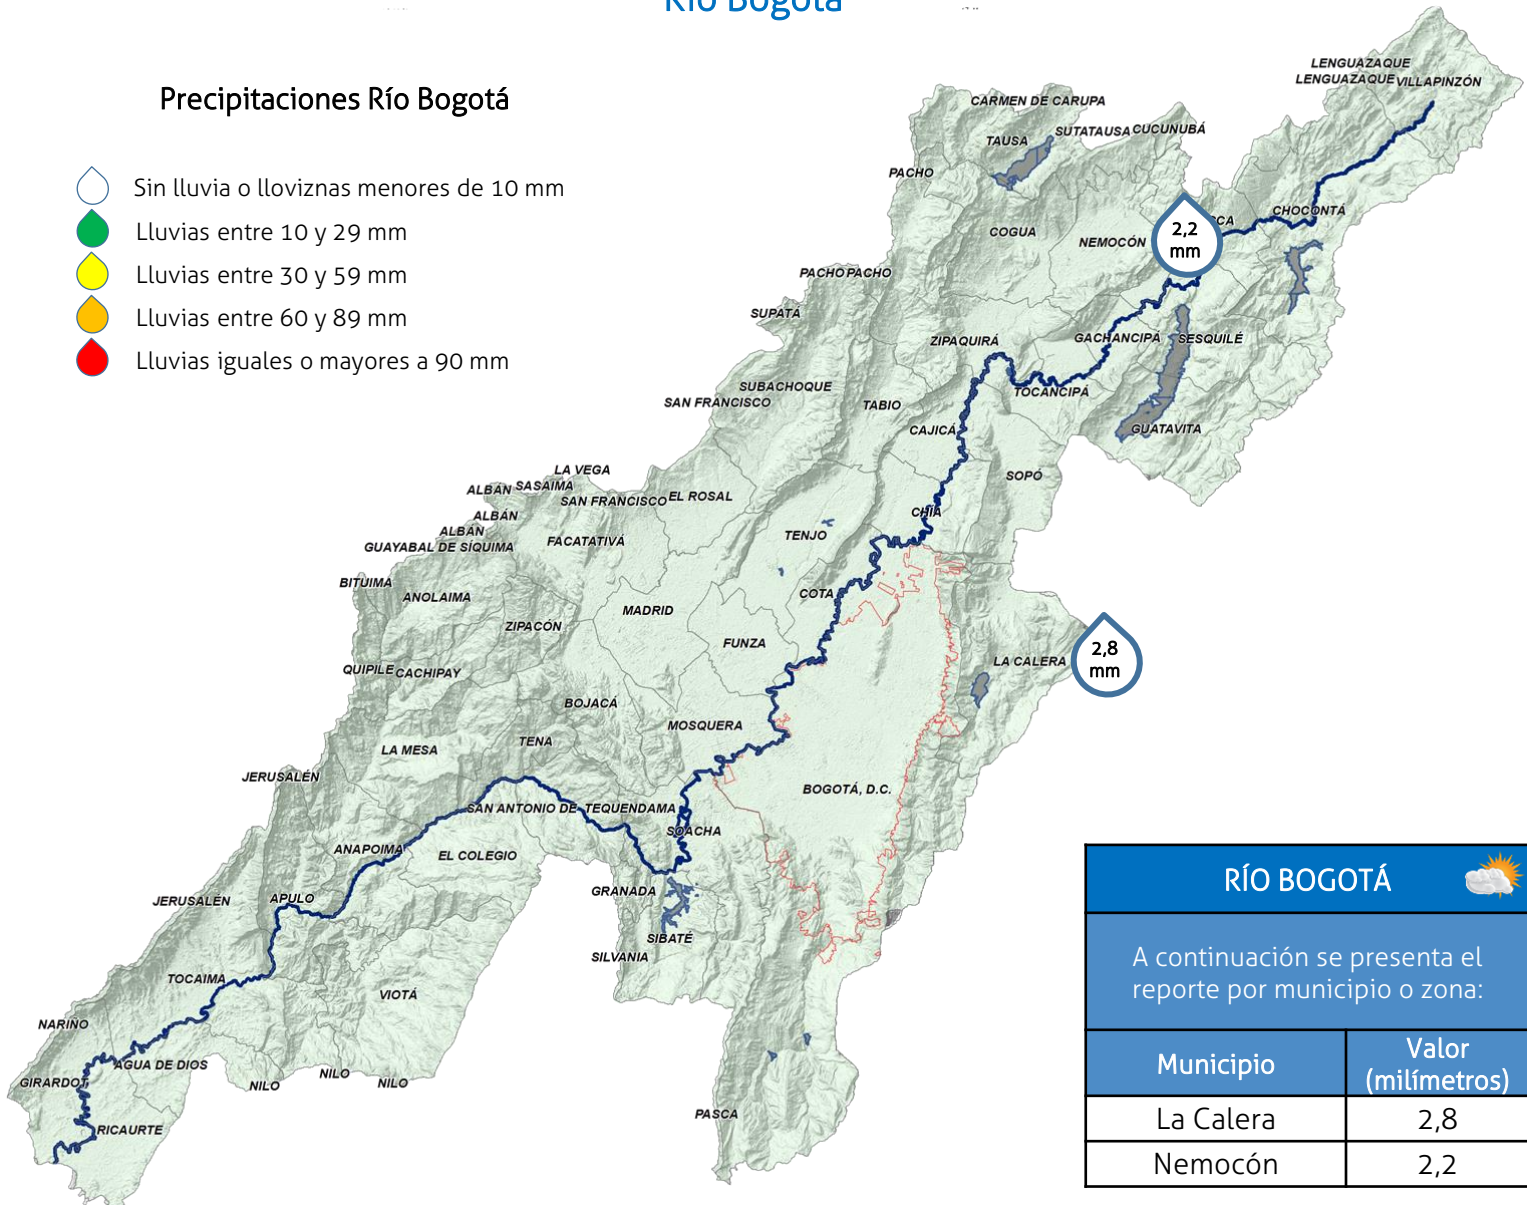 Río Bogotá
Precipitaciones Río Bogotá
Sin lluvia o lloviznas menores de 10 mm
Lluvias entre 10 y 29 mm
Lluvias entre 30 y 59 mm
Lluvias entre 60 y 89 mm
Lluvias iguales o mayores a 90 mm
LENGUAZAQUE
LENGUAZAQUE VILLAPINZÓN
CARMEN DE CARUPA
TAUSA
SUTATAUSA CUCUNUBÁ
PACHO
CHOCONTÁ
COGUA
NEMOCÓN
2,2
mm
PACHO PACHO
SUPATÁ
ZIPAQUIRÁ
GACHANCIPÁ
SESQUILÉ
SUBACHOQUE
SAN FRANCISCO
TABIO
TOCANCIPÁ
CAJICÁ
GUATAVITA
LA VEGA
SOPÓ
ALBÁN SASAIMA
SAN FRANCISCO EL ROSAL
ALBÁN
CHÍA
ALBÁN
TENJO
GUAYABAL DE SÍQUIMA
FACATATIVÁ
BITUIMA
ANOLAIMA
COTA
MADRID
ZIPACÓN
FUNZA
QUIPILE CACHIPAY
LA CALERA
2,8
mm
BOJACÁ
MOSQUERA
TENA
LA MESA
JERUSALÉN
BOGOTÁ, D.C.
SAN ANTONIO DE TEQUENDAMA
SOACHA
ANAPOIMA
EL COLEGIO
GRANADA
JERUSALÉN
APULO
SIBATÉ
SILVANIA
TOCAIMA
VIOTÁ
NARIÑO
AGUA DE DIOS
GIRARDOT
NILO
NILO
NILO
PASCA
RICAURTE
RÍO BOGOTÁ
A continuación se presenta el
reporte por municipio o zona:
Municipio
Valor
(milímetros)
La Calera
2,8
Nemocón
2,2